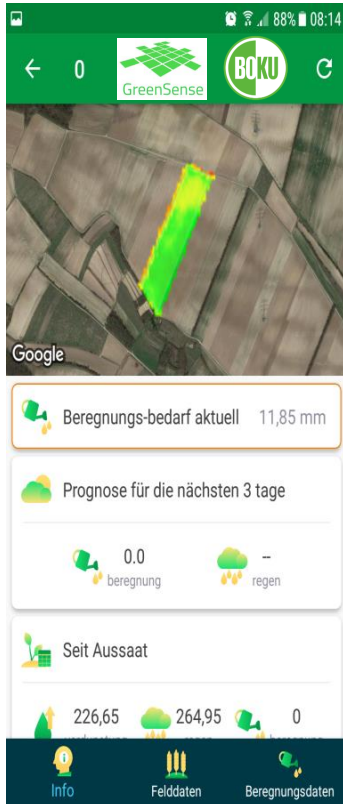 88% 08:14
0
GreenSense
BOKU
Google
Beregnungs-bedarf aktuell 11,85 mm
Prognose für die nächsten 3 tage
0.0 --
beregnung regen
Seit Aussaat
226,65 264,95 0
Info Felddaten Beregnungsdaten